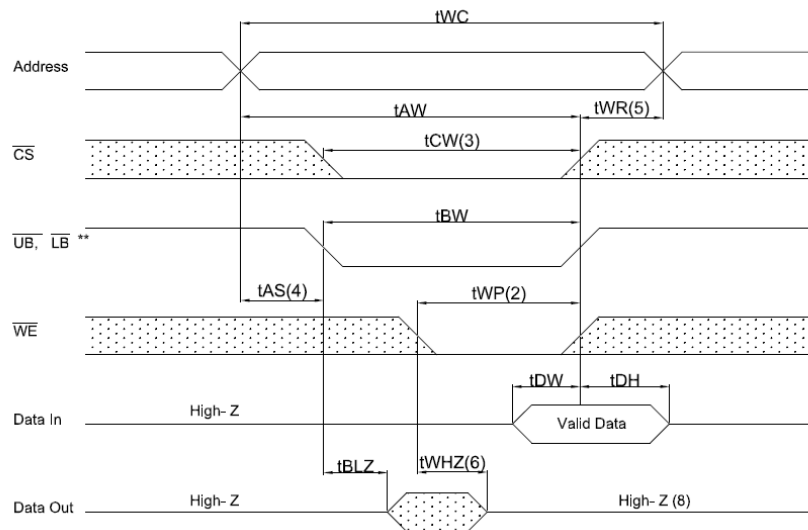 tWC
Address
tAW
tWR(5)
tCW(3)
CS
tBW
UB, LB **
tAS(4)
tWP(2)
WE
tDW
tDH
Data In
High- Z
Valid Data
tBLZ
tWHZ(6)
Data Out
High- Z
High- Z (8)